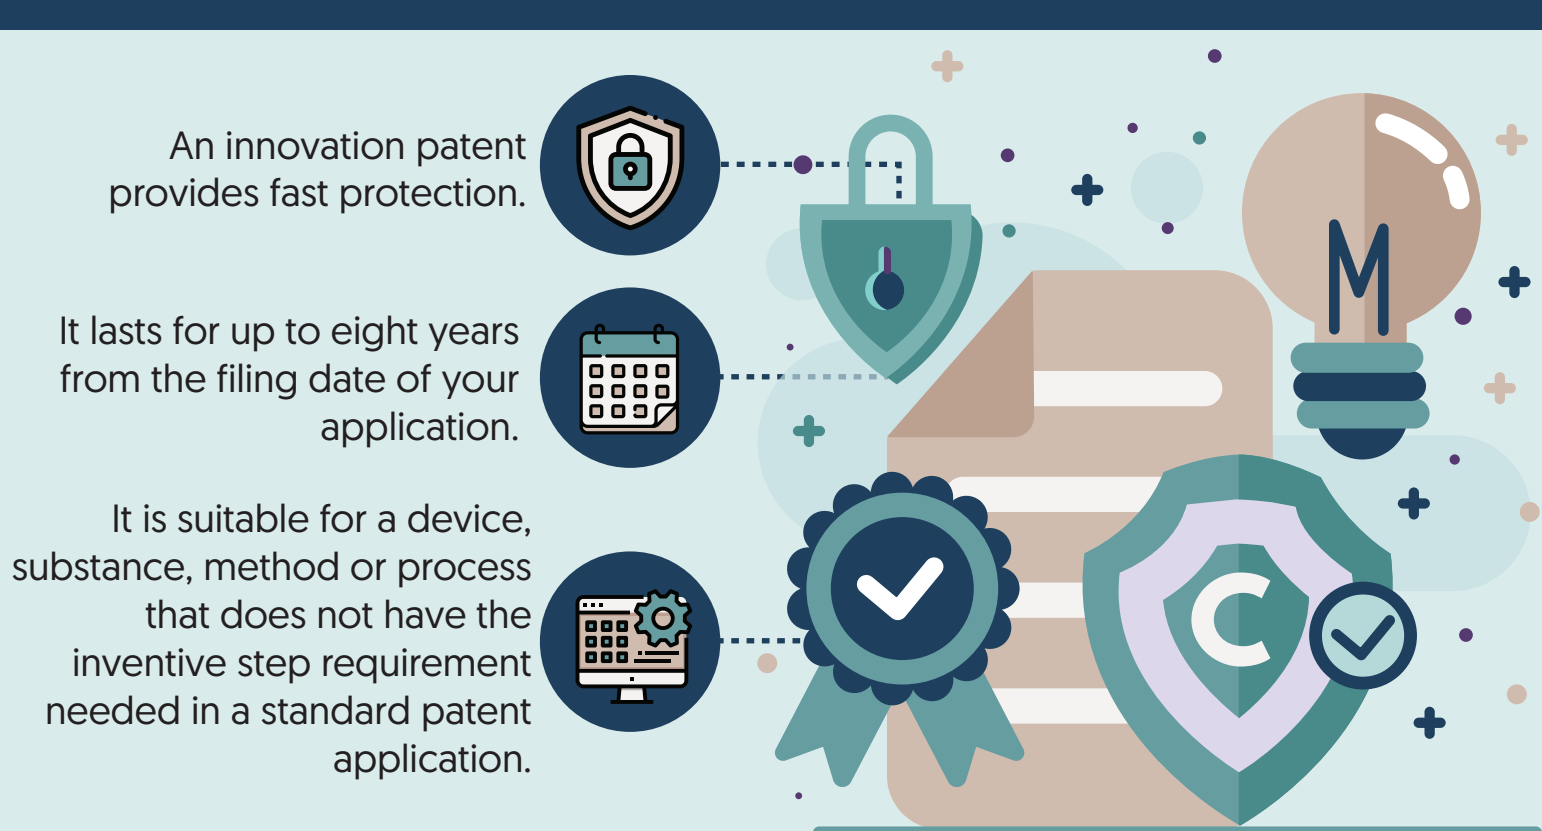 An innovation patent
provides fast protection.
It lasts for up to eight years
from the filing date of your
application.
It is suitable for a device,
substance, method or process
that does not have the
inventive step requirement
needed in a standard patent
application.
M
C